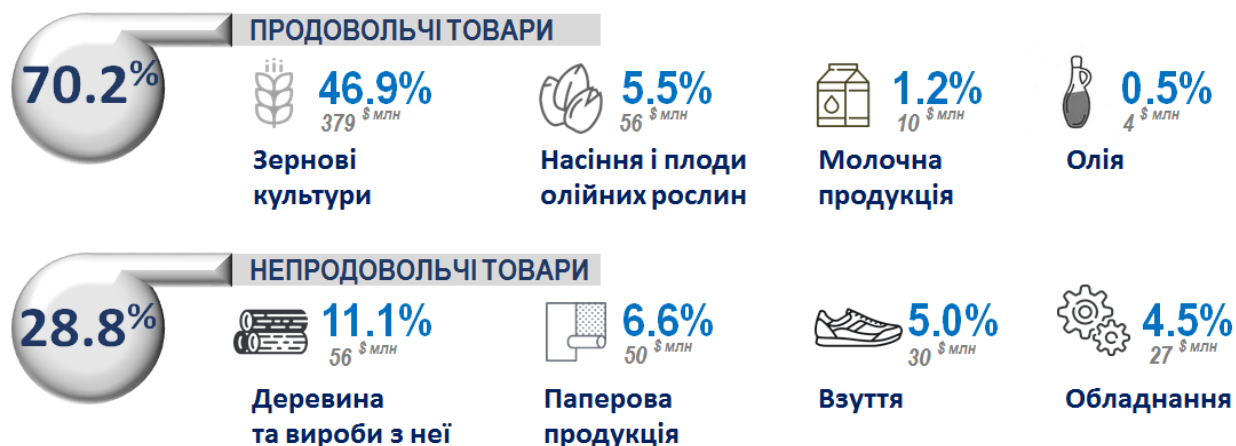 70.2%
ПРОДОВОЛЬЧІ ТОВАРИ
46.9%
379 $ млн
Зернові
культури
5.5%
56 $ млн
Насіння і плоди
олійних рослин
1.2%
10 $ млн
Молочна
продукція
0.5%
4 $ млн
Олія
28.8%
НЕПРОДОВОЛЬЧІ ТОВАРИ
11.1%
56 $ млн
Деревина
та вироби з неї
6.6%
50 $ млн
Паперова
продукція
5.0%
30 $ млн
Взуття
4.5%
27 $ млн
Обладнання